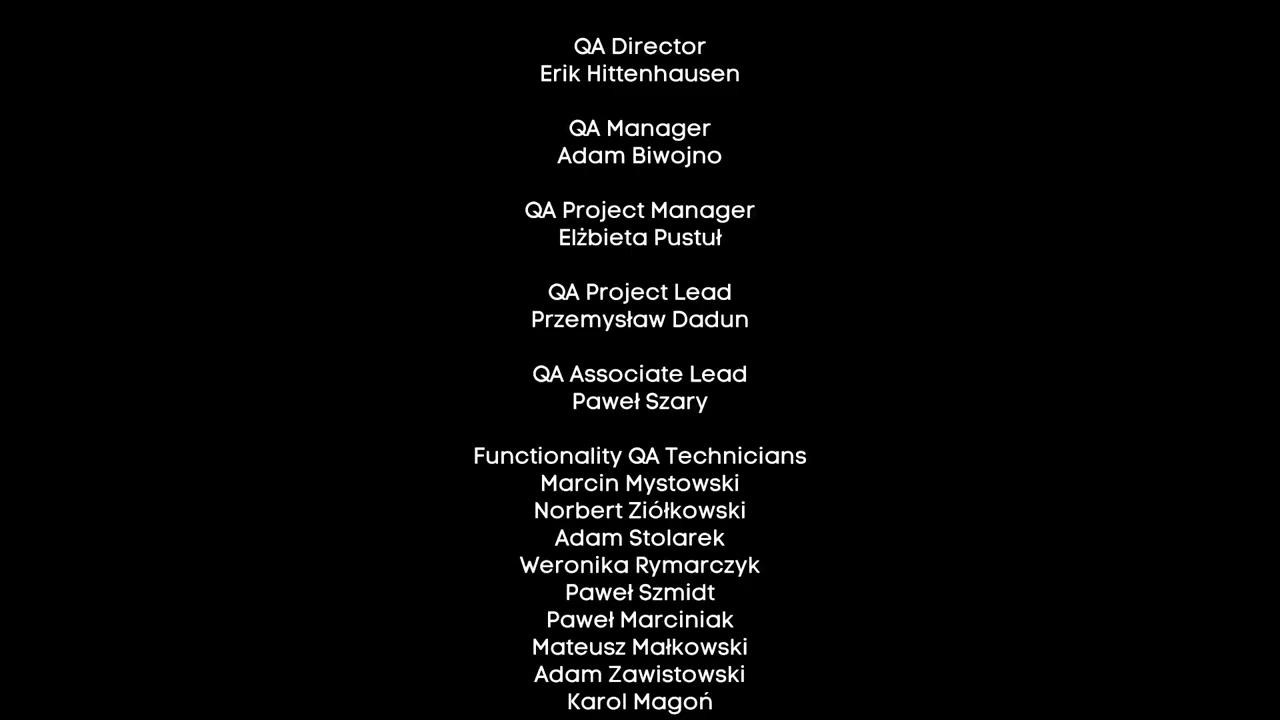 QA Director
Erik Hittenhausen
QA Manager
Adam Biwojno
QA Project Manager
Elżbieta Pustuł
QA Project Lead
Przemysław Dadun
QA Associate Lead
Paweł Szary
Functionality QA Technicians
Marcin Mystowski
Norbert Ziółkowski
Adam Stolarek
Weronika Rymarczyk
Paweł Szmidt
Paweł Marciniak
Mateusz Małkowski
Adam Zawistowski
Karol Magoń